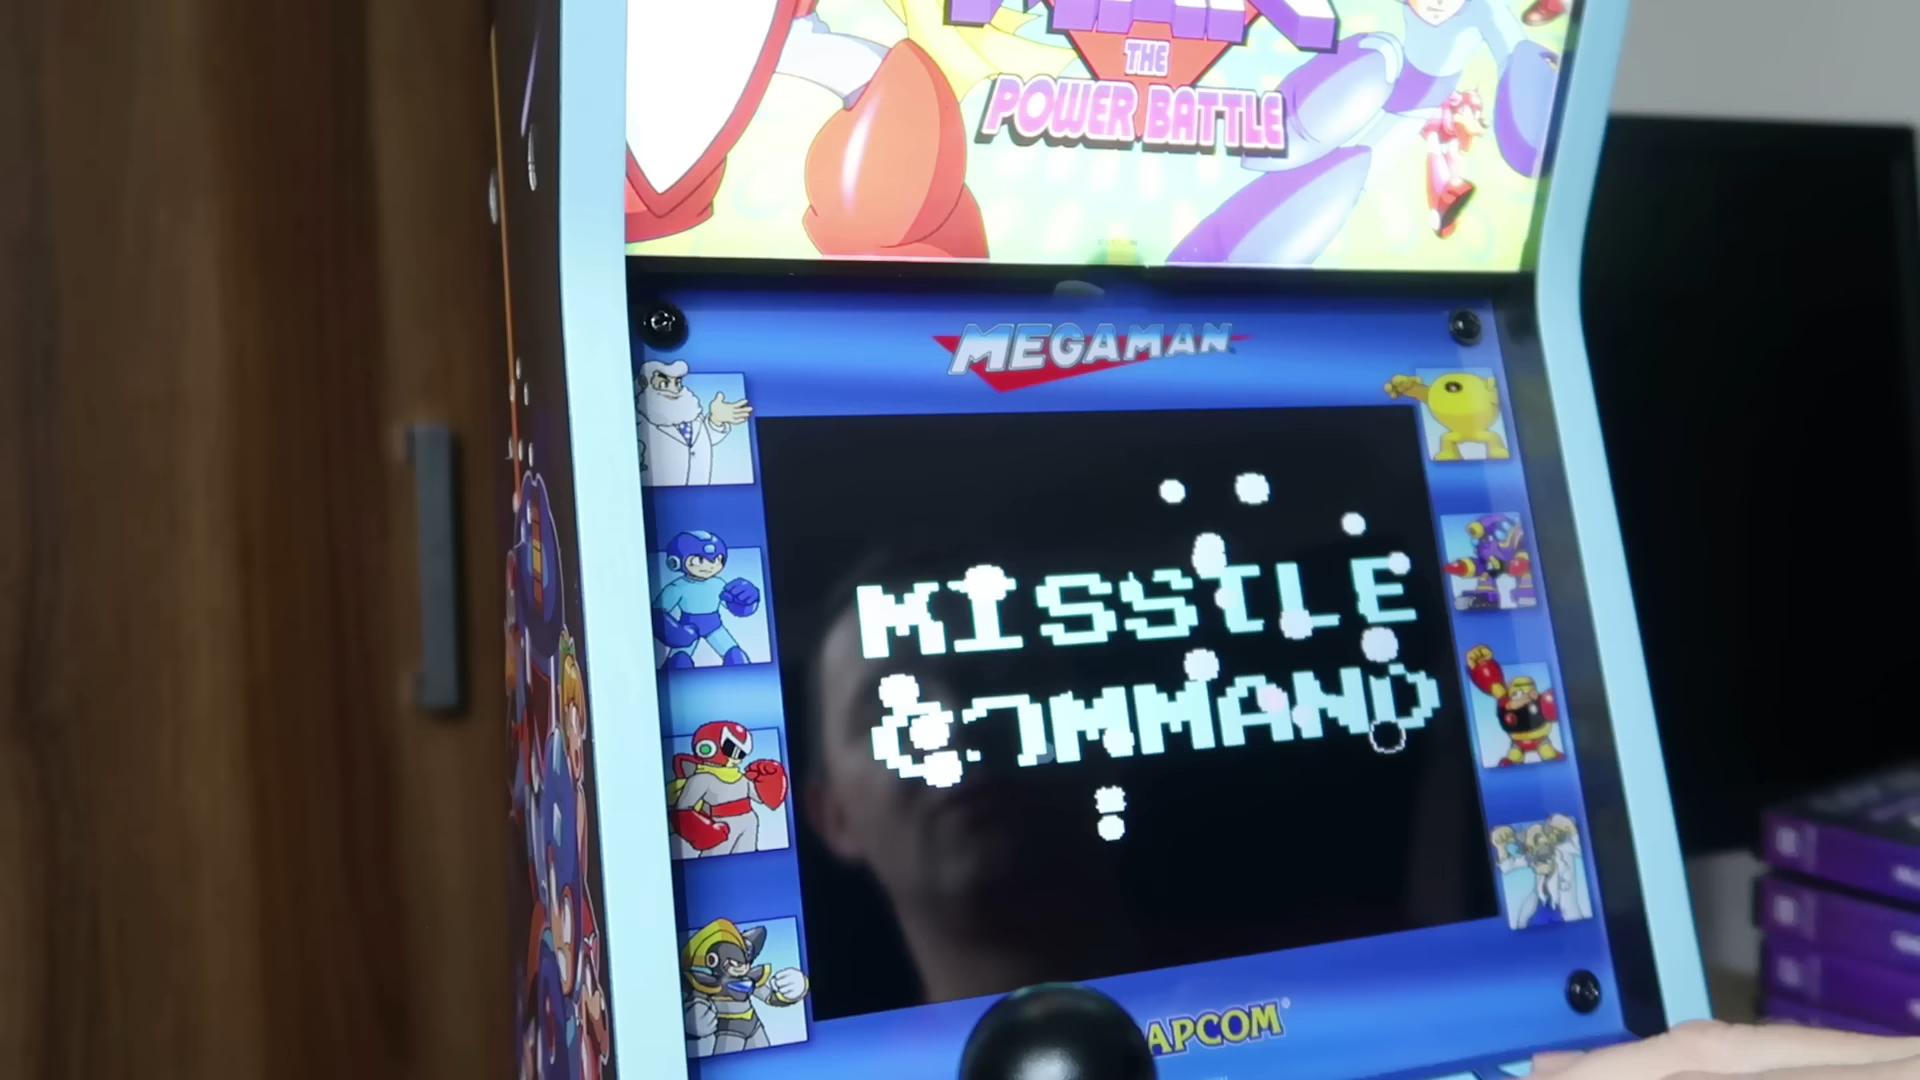 THE
POWER BATTLE
MEGAMAN
MISSILE
COMMAND
CAPCOM